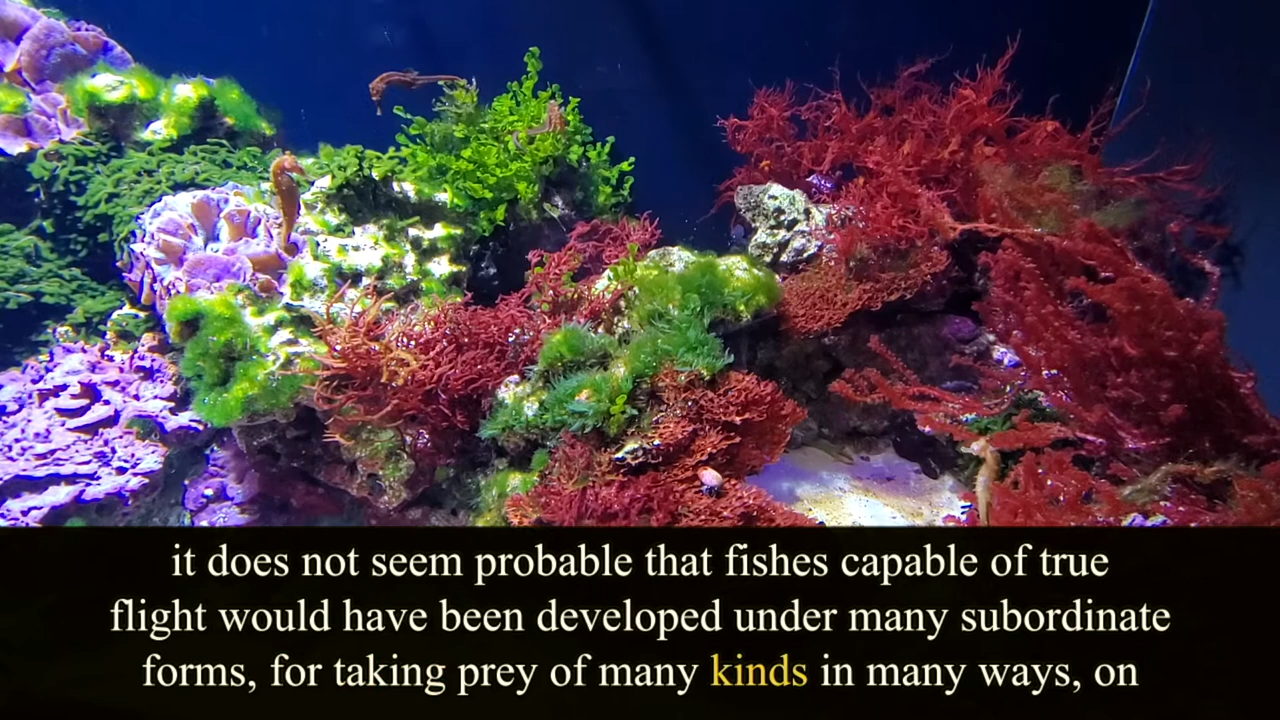 it does not seem probable that fishes capable of true
flight would have been developed under many subordinate
forms, for taking prey of many kinds in many ways, on